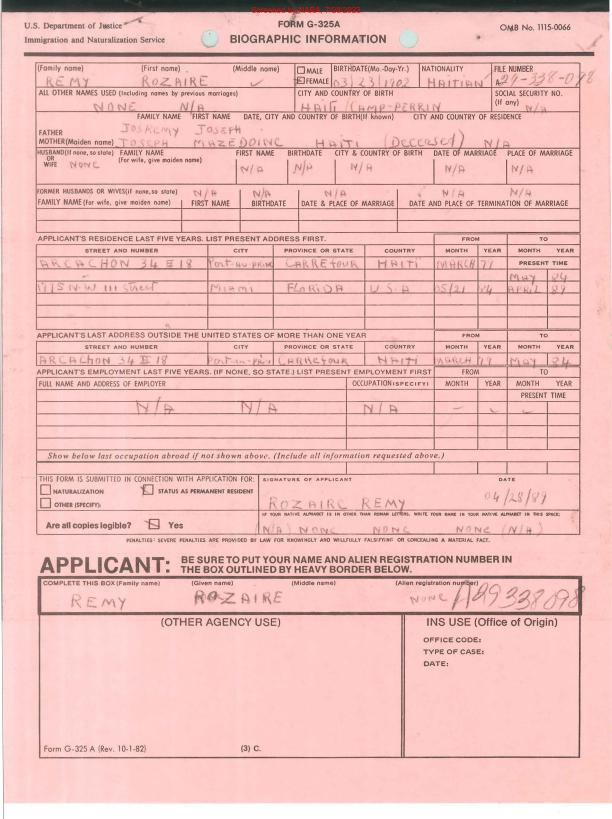 U.S. Department of Justice
Immigration and Naturalization Service
FORM G-325A
BIOGRAPHIC INFORMATION
OMB No. 1115-0066
(Family name) (First name) (Middle name) MALE FEMALE BIRTHDATE(Mo.-Day-Yr.) NATIONALITY FILE NUMBER
REMY ROZAIRE 03/23/1902 HAITIAN A29-338-098
ALL OTHER NAMES USED (Including names by previous marriages) CITY AND COUNTRY OF BIRTH SOCIAL SECURITY NO. (If any)
NONE N/A HAITI/CAMP-PERRIN N/A
FAMILY NAME FIRST NAME DATE, CITY AND COUNTRY OF BIRTH(If known) CITY AND COUNTRY OF RESIDENCE
FATHER JOSREMY JOSEPH
MOTHER(Maiden name) JOSEPH MAZEDOINE HAITI (Deceased) N/A
HUSBAND(If none, so state) OR WIFE FAMILY NAME (For wife, give maiden name) FIRST NAME BIRTHDATE CITY & COUNTRY OF BIRTH DATE OF MARRIAGE PLACE OF MARRIAGE
NONE N/A N/A N/A N/A N/A
FORMER HUSBANDS OR WIVES(if none,so state) N/A N/A N/A N/A N/A
FAMILY NAME (For wife, give maiden name) FIRST NAME BIRTHDATE DATE & PLACE OF MARRIAGE DATE AND PLACE OF TERMINATION OF MARRIAGE
APPLICANT'S RESIDENCE LAST FIVE YEARS. LIST PRESENT ADDRESS FIRST. FROM TO
STREET AND NUMBER CITY PROVINCE OR STATE COUNTRY MONTH YEAR MONTH YEAR
ARCACHON 34 # 18 Port-au-prince CARREFOUR HAITI MARCH 77 PRESENT TIME
MAY 84
N.W 111 Street MIAMI FLORIDA U.S.A 05/21 84 APRIL 89
APPLICANT'S LAST ADDRESS OUTSIDE THE UNITED STATES OF MORE THAN ONE YEAR FROM TO
STREET AND NUMBER CITY PROVINCE OR STATE COUNTRY MONTH YEAR MONTH YEAR
ARCACHON 34 # 18 CARREFOUR HAITI MARCH 79 MAY 84
APPLICANT'S EMPLOYMENT LAST FIVE YEARS. (IF NONE, SO STATE.) LIST PRESENT EMPLOYMENT FIRST FROM TO
FULL NAME AND ADDRESS OF EMPLOYER OCCUPATION(SPECIFY) MONTH YEAR MONTH YEAR
PRESENT TIME
N/A N/A N/A
Show below last occupation abroad if not shown above. (Include all information requested above.)
THIS FORM IS SUBMITTED IN CONNECTION WITH APPLICATION FOR: SIGNATURE OF APPLICANT DATE
NATURALIZATION STATUS AS PERMANENT RESIDENT
OTHER (SPECIFY):
ROZAIRE REMY 04/28/89
IF YOUR NATIVE ALPHABET IS IN OTHER THAN ROMAN LETTERS, WRITE YOUR NAME IN YOUR NATIVE ALPHABET IN THIS SPACE:
Are all copies legible? Yes
(N/A) NONE NONE NONE (N/A)
PENALTIES: SEVERE PENALTIES ARE PROVIDED BY LAW FOR KNOWINGLY AND WILLFULLY FALSIFYING OR CONCEALING A MATERIAL FACT.
APPLICANT: BE SURE TO PUT YOUR NAME AND ALIEN REGISTRATION NUMBER IN
THE BOX OUTLINED BY HEAVY BORDER BELOW.
COMPLETE THIS BOX (Family name) (Given name) (Middle name) (Alien registration number)
REMY ROZAIRE NONE A29338098
(OTHER AGENCY USE) INS USE (Office of Origin)
OFFICE CODE:
TYPE OF CASE:
DATE:
Form G-325 A (Rev. 10-1-82) (3) C.